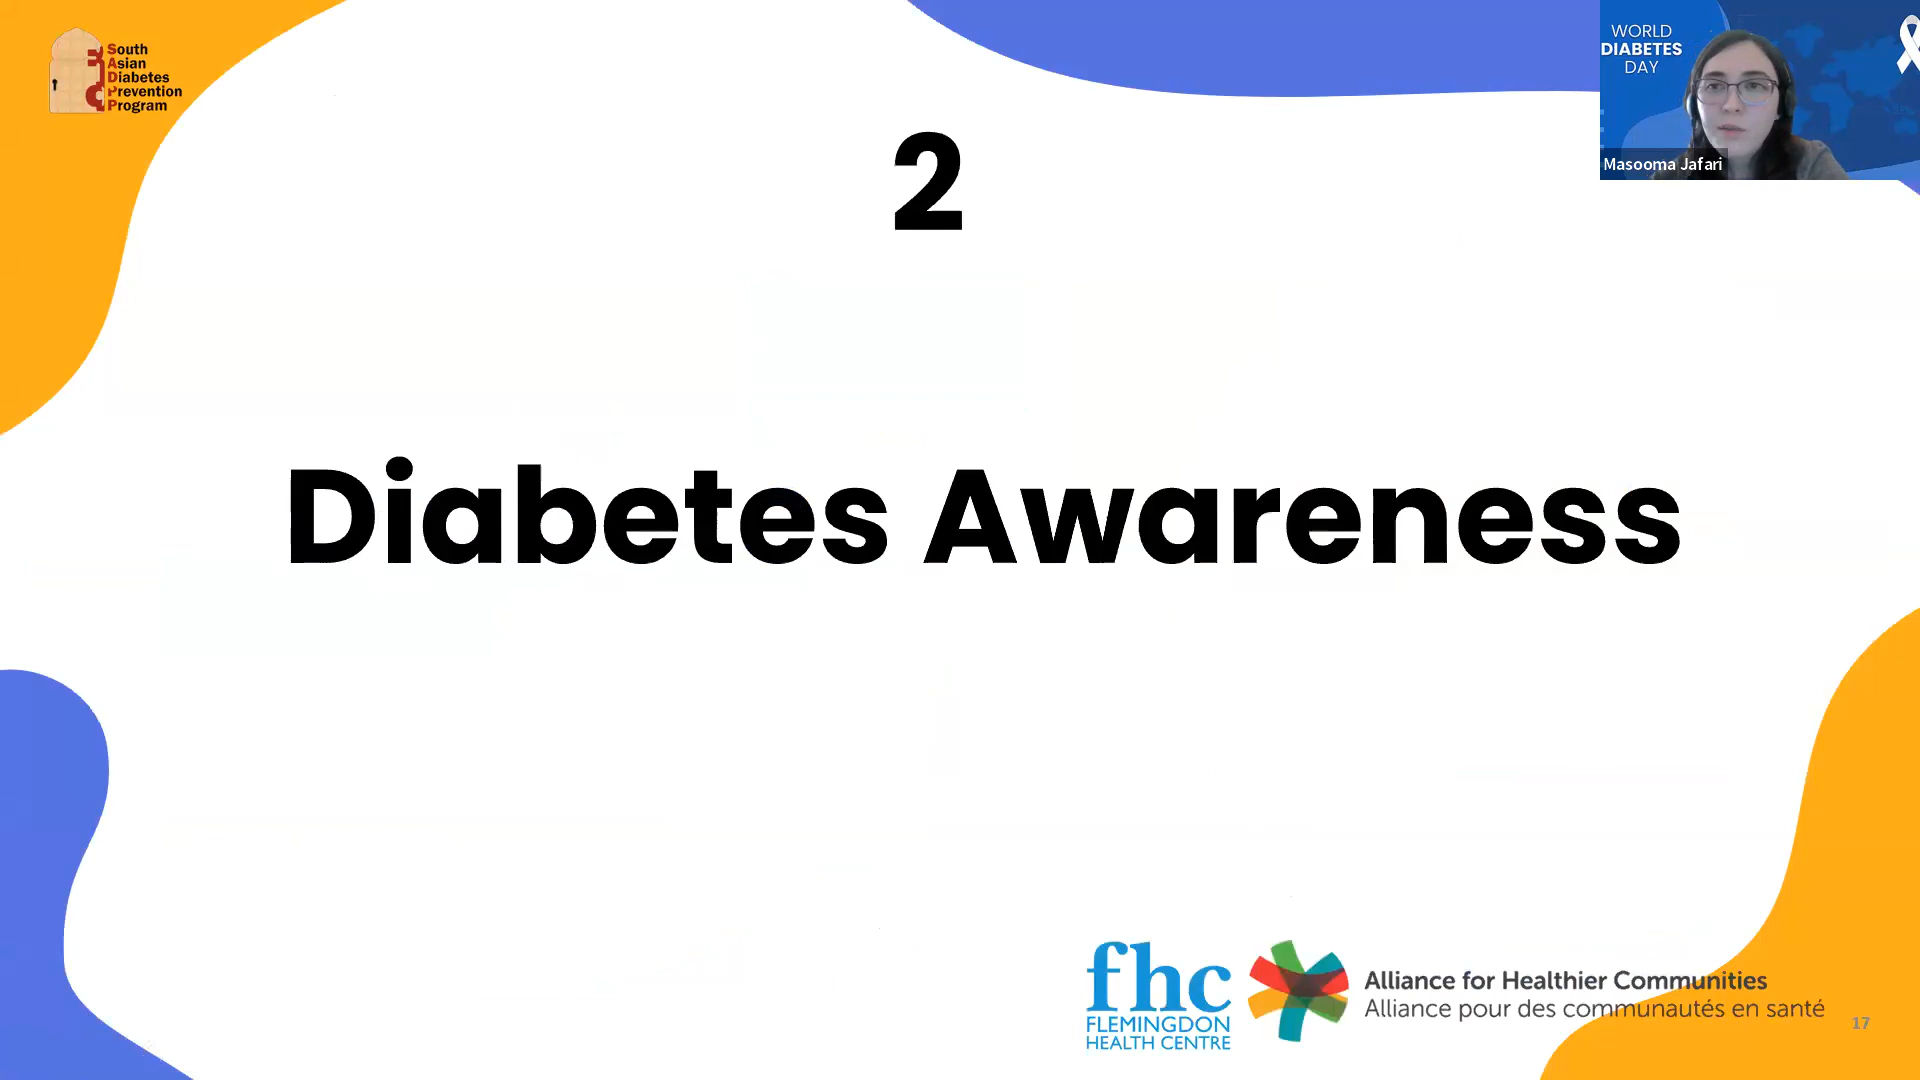 South
Asian
Diabetes
Prevention
Program
WORLD
DIABETES
DAY
Masooma Jafari
2
Diabetes Awareness
fhc
FLEMINGDON
HEALTH CENTRE
Alliance for Healthier Communities
Alliance pour des communautés en santé
17